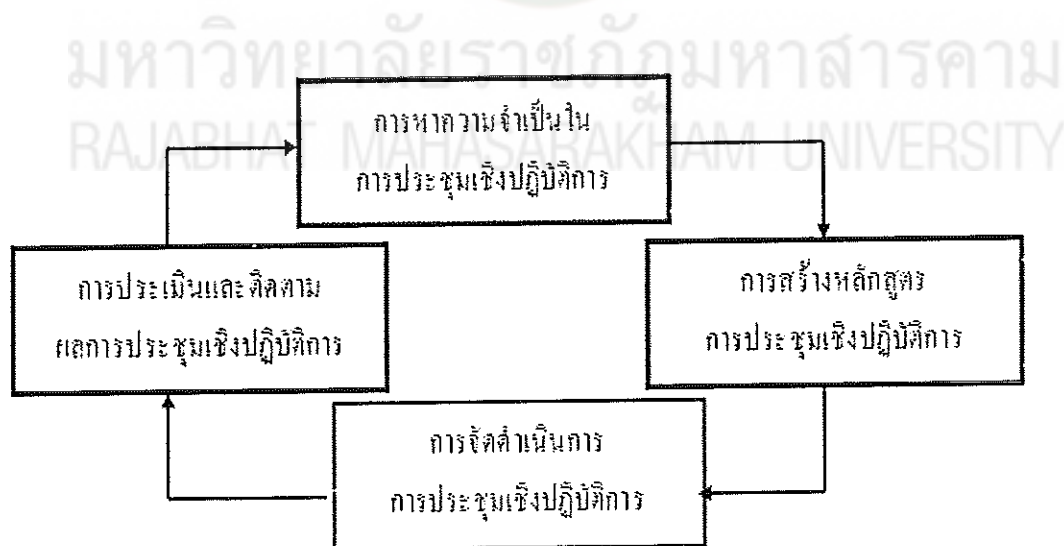 มหาวิทยาลัยราชภัฏมหาสารคาม
RAJABHAT MAHASARAKHAM UNIVERSITY
การหาความจำเป็นใน
การประชุมเชิงปฏิบัติการ
การสร้างหลักสูตร
การประชุมเชิงปฏิบัติการ
การจัดดำเนินการ
การประชุมเชิงปฏิบัติการ
การประเมินและติดตาม
ผลการประชุมเชิงปฏิบัติการ